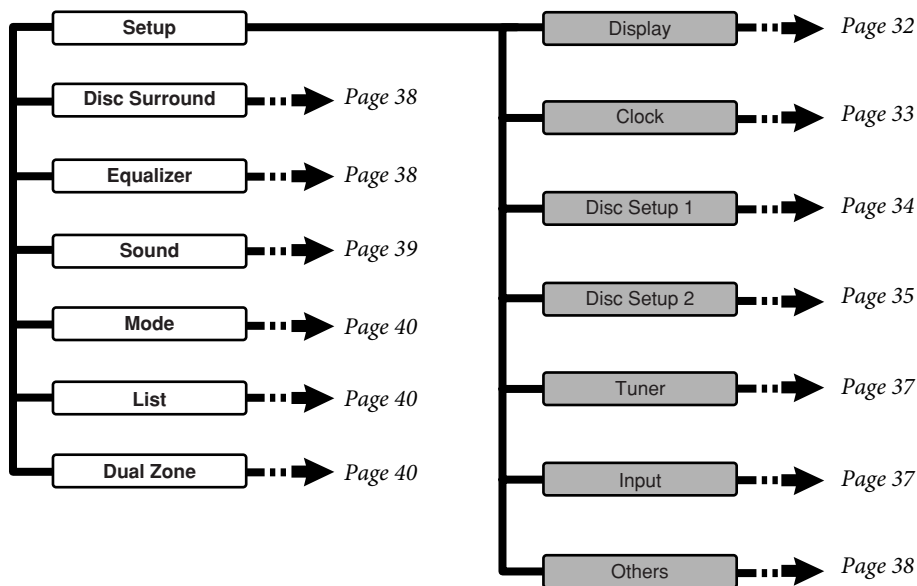 Setup
Disc Surround Page 38
Equalizer Page 38
Sound Page 39
Mode Page 40
List Page 40
Dual Zone Page 40
Display Page 32
Clock Page 33
Disc Setup 1 Page 34
Disc Setup 2 Page 35
Tuner Page 37
Input Page 37
Others Page 38